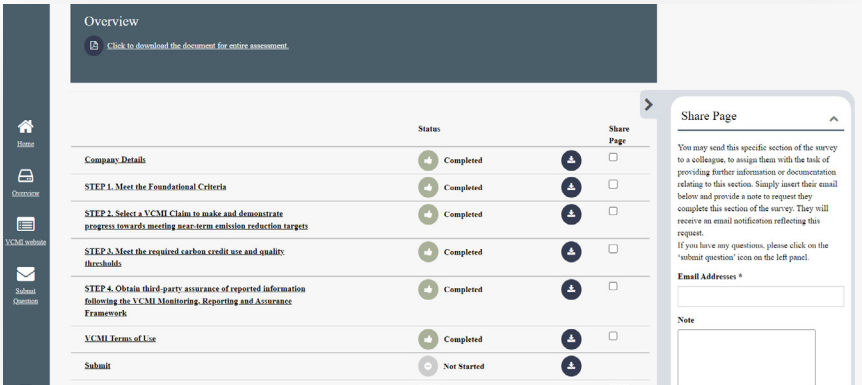 Overview
Click to download the document for entire assessment.
Home
Overview
VCMI website
Submit
Question
Status
Share
Page
Company Details
Completed
STEP 1. Meet the Foundational Criteria
Completed
STEP 2. Select a VCMI Claim to make and demonstrate
progress towards meeting near-term emission reduction targets
Completed
STEP 3. Meet the required carbon credit use and quality
thresholds
Completed
STEP 4. Obtain third-party assurance of reported information
following the VCMI Monitoring, Reporting and Assurance
Framework
Completed
VCMI Terms of Use
Completed
Submit
Not Started
Share Page
You may send this specific section of the survey
to a colleague, to assign them with the task of
providing further information or documentation
relating to this section. Simply insert their email
below and provide a note to request they
complete this section of the survey. They will
receive an email notification reflecting this
request.
If you have any questions, please click on the
'submit question' icon on the left panel.
Email Addresses *
Note